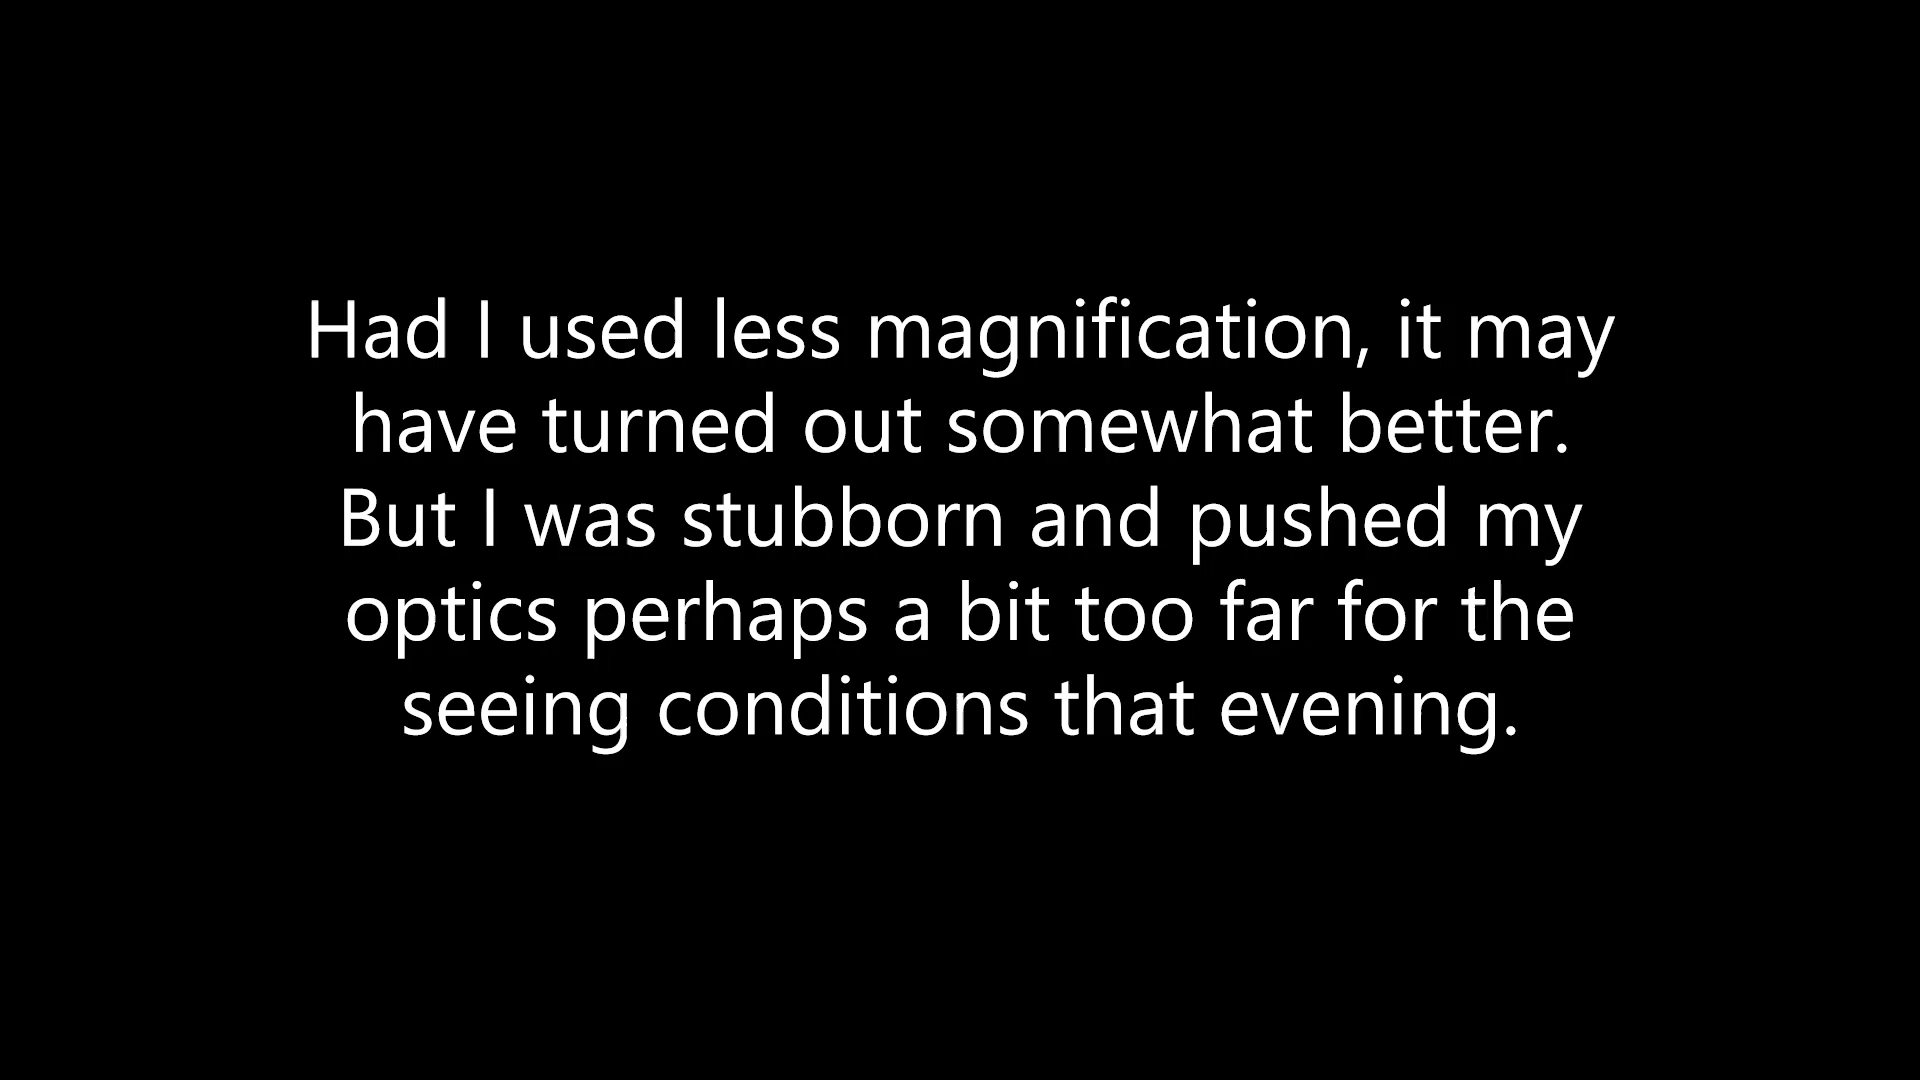 Had I used less magnification, it may
have turned out somewhat better.
But I was stubborn and pushed my
optics perhaps a bit too far for the
seeing conditions that evening.